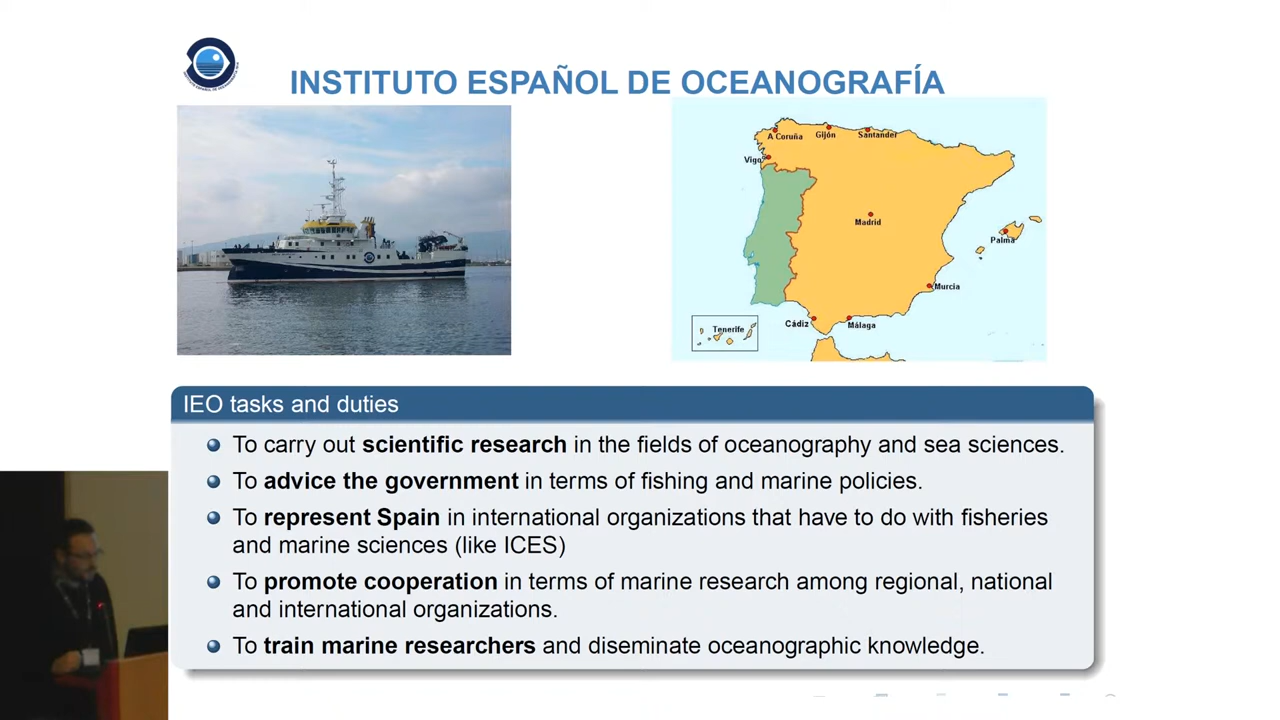 INSTITUTO ESPAÑOL DE OCEANOGRAFÍA
A Coruña
Gijón
Santander
Vigo
Madrid
Palma
Murcia
Cádiz
Málaga
Tenerife
IEO tasks and duties
To carry out scientific research in the fields of oceanography and sea sciences.
To advice the government in terms of fishing and marine policies.
To represent Spain in international organizations that have to do with fisheries
and marine sciences (like ICES)
To promote cooperation in terms of marine research among regional, national
and international organizations.
To train marine researchers and diseminate oceanographic knowledge.